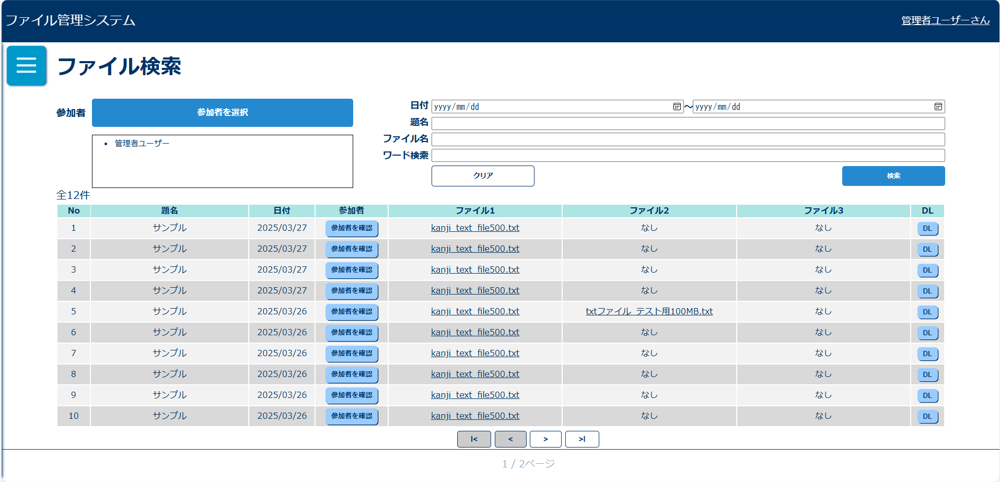 ファイル管理システム
管理者ユーザーさん
ファイル検索
参加者
参加者を選択
管理者ユーザー
日付 yyyy/mm/dd ～ yyyy/mm/dd
題名
ファイル名
ワード検索
クリア 検索
全12件
No 題名 日付 参加者 ファイル1 ファイル2 ファイル3 DL
1 サンプル 2025/03/27 参加者を確認 kanji_text_file500.txt なし なし DL
2 サンプル 2025/03/27 参加者を確認 kanji_text_file500.txt なし なし DL
3 サンプル 2025/03/27 参加者を確認 kanji_text_file500.txt なし なし DL
4 サンプル 2025/03/27 参加者を確認 kanji_text_file500.txt なし なし DL
5 サンプル 2025/03/26 参加者を確認 kanji_text_file500.txt txtファイル_テスト用100MB.txt なし DL
6 サンプル 2025/03/26 参加者を確認 kanji_text_file500.txt なし なし DL
7 サンプル 2025/03/26 参加者を確認 kanji_text_file500.txt なし なし DL
8 サンプル 2025/03/26 参加者を確認 kanji_text_file500.txt なし なし DL
9 サンプル 2025/03/26 参加者を確認 kanji_text_file500.txt なし なし DL
10 サンプル 2025/03/26 参加者を確認 kanji_text_file500.txt なし なし DL
|< < > >|
1 / 2ページ